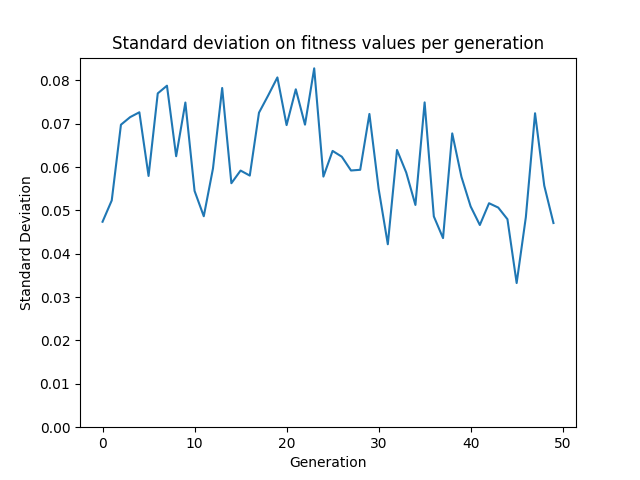 Standard deviation on fitness values per generation
0.08
0.07
0.06
0.05
0.04
0.03
0.02
0.01
0.00
Standard Deviation
0 10 20 30 40 50
Generation